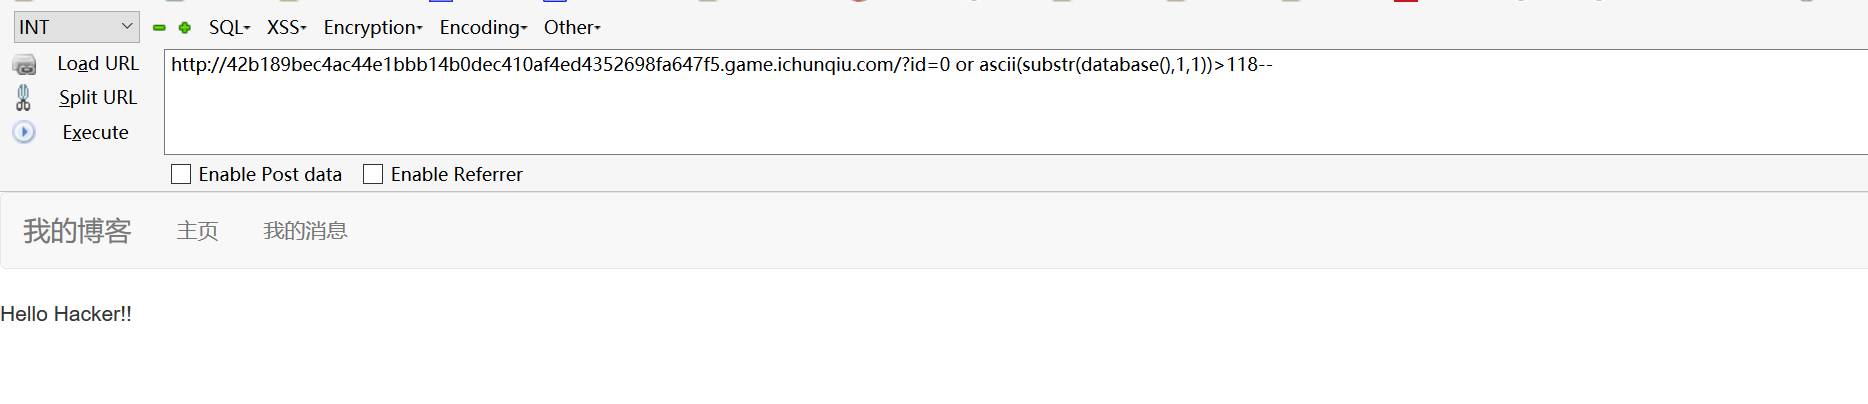 INT SQL XSS Encryption Encoding Other
Load URL
http://42b189bec4ac44e1bbb14b0dec410af4ed4352698fa647f5.game.ichunqiu.com/?id=0 or ascii(substr(database(),1,1))>118--
Split URL
Execute
Enable Post data Enable Referrer
我的博客 主页 我的消息
Hello Hacker!!